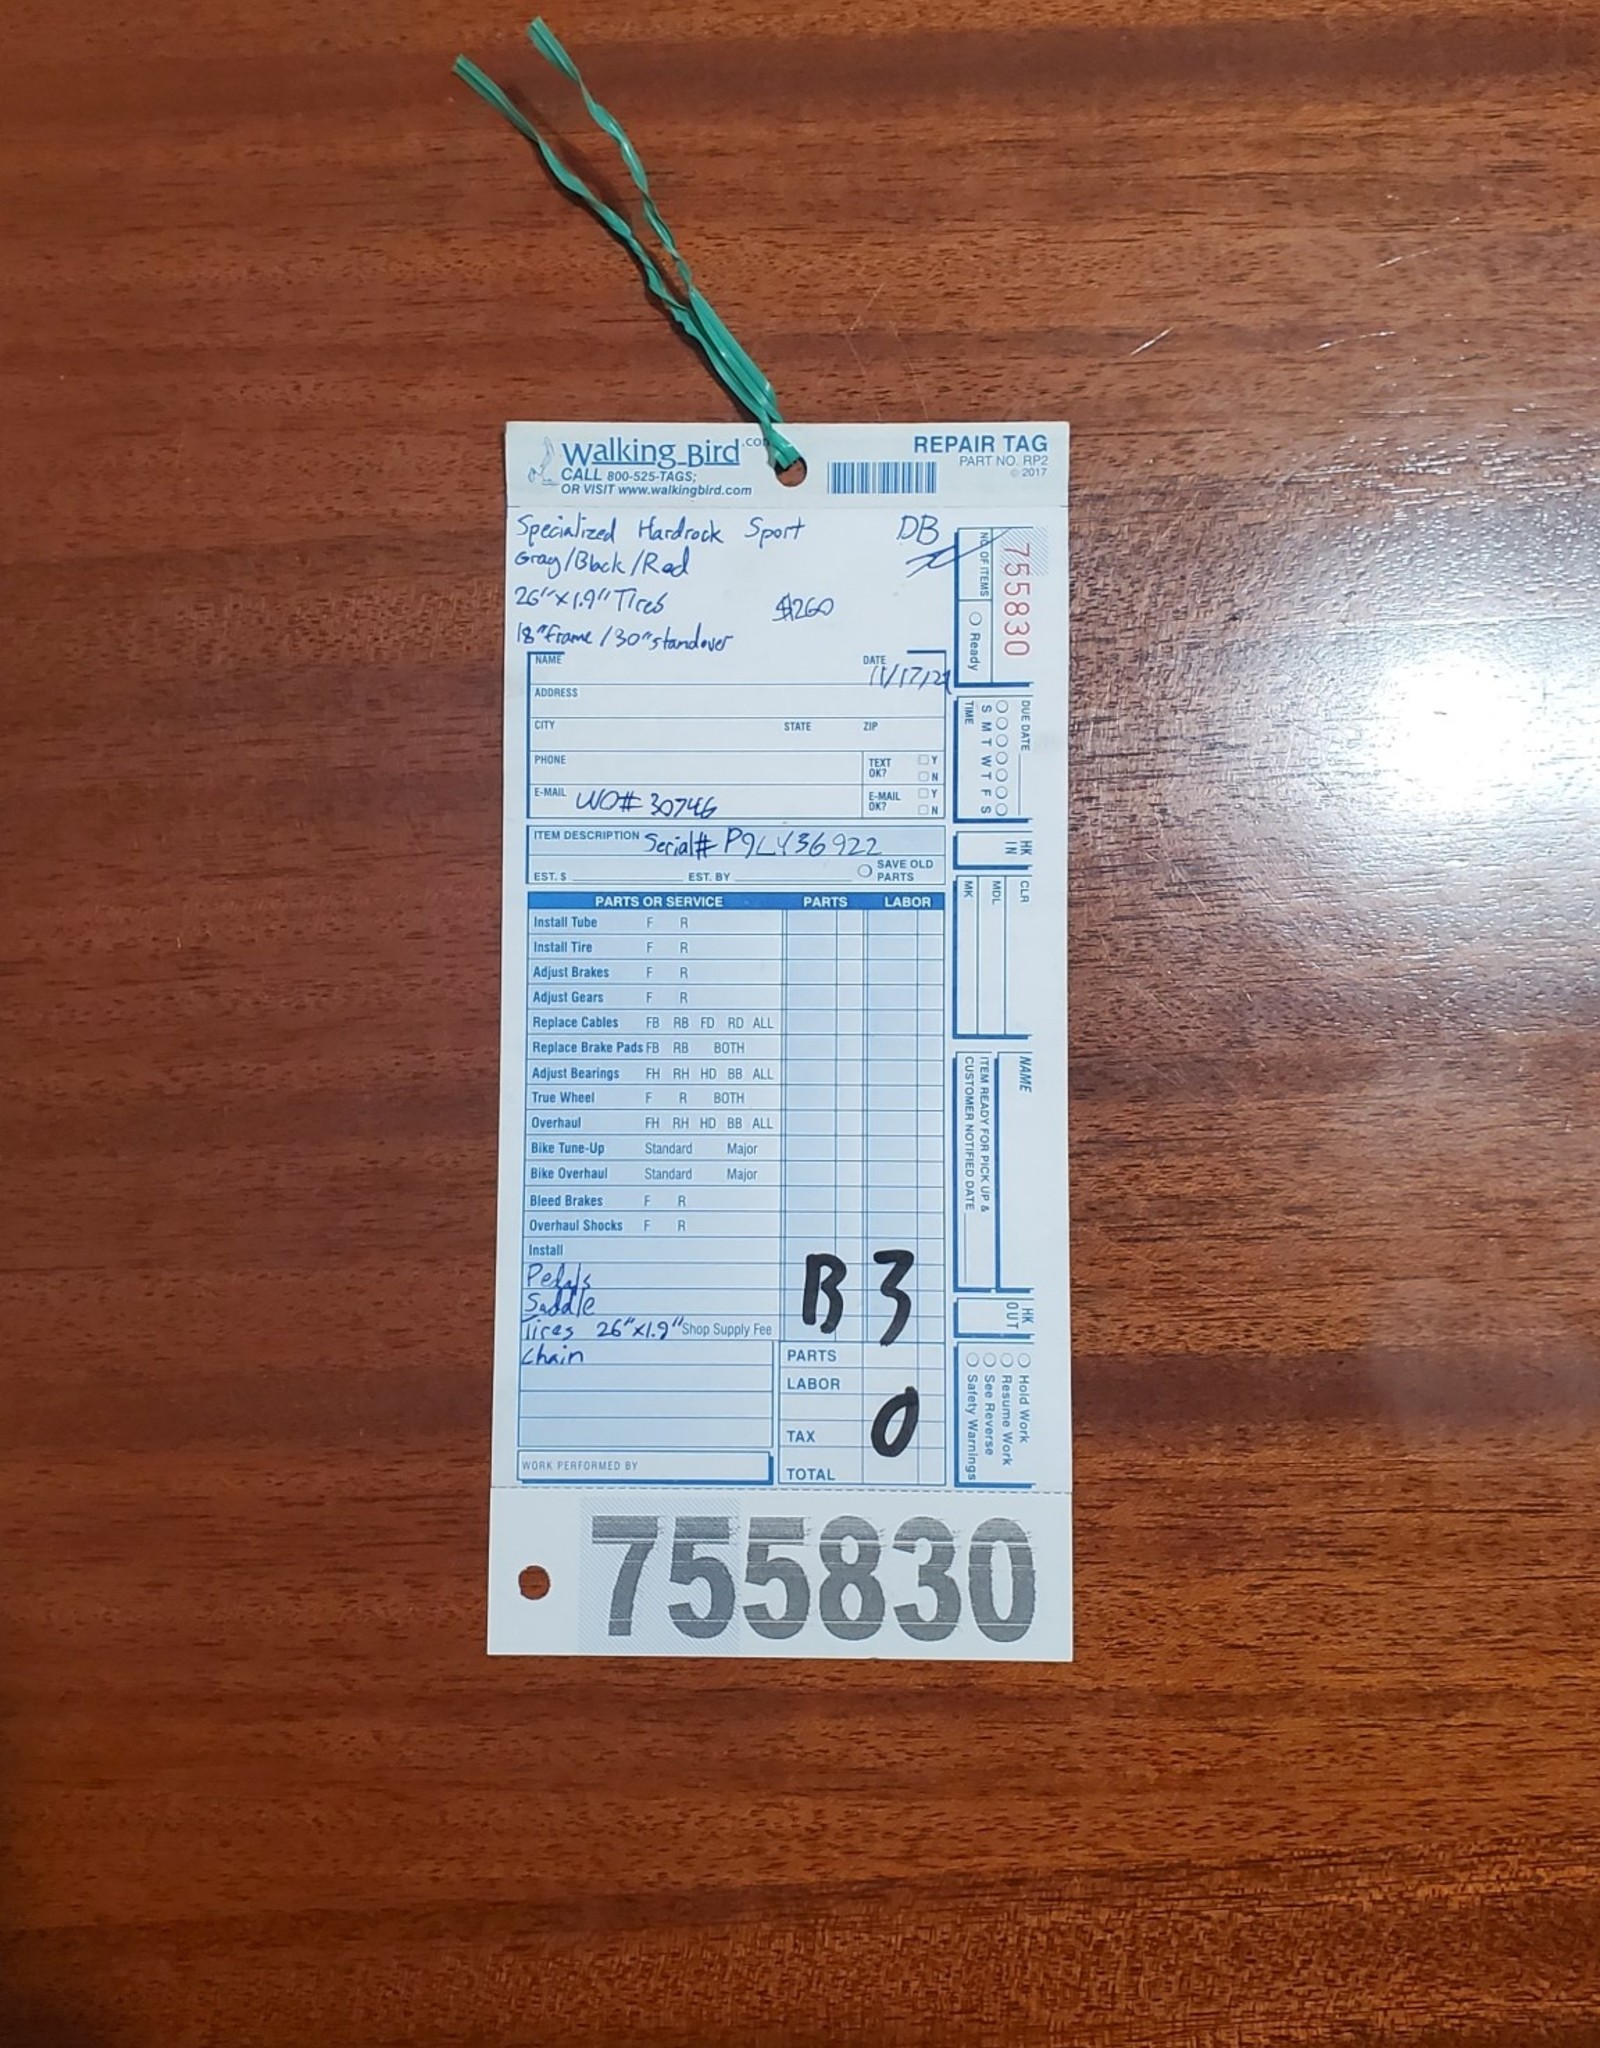 Walking Bird
CALL 800-525-TAGS;
OR VISIT www.walkingbird.com
REPAIR TAG
PART NO. RP2
© 2017
Specialized Hardrock Sport DB
Gray/Black/Red
26"x1.9" Tires $260
18" frame /30" standover
NAME DATE
ADDRESS
CITY STATE ZIP
PHONE TEXT OK? Y N
E-MAIL WO# 30746 E-MAIL OK? Y N
ITEM DESCRIPTION Serial# P9LY36922
EST. $ EST. BY SAVE OLD PARTS
PARTS OR SERVICE PARTS LABOR
Install Tube F R
Install Tire F R
Adjust Brakes F R
Adjust Gears F R
Replace Cables FB RB FD RD ALL
Replace Brake Pads FB RB BOTH
Adjust Bearings FH RH HD BB ALL
True Wheel F R BOTH
Overhaul FH RH HD BB ALL
Bike Tune-Up Standard Major
Bike Overhaul Standard Major
Bleed Brakes F R
Overhaul Shocks F R
Install
Pedals
Saddle
Tires 26"x1.9" Shop Supply Fee
Chain
B 3
0
PARTS
LABOR
TAX
TOTAL
WORK PERFORMED BY
755830
NO. OF ITEMS
Ready
DUE DATE
S M T W T F S
TIME
HK IN
CLR
MDL
MK
NAME
ITEM READY FOR PICK UP &
CUSTOMER NOTIFIED DATE
HK OUT
Hold Work
Resume Work
See Reverse
Safety Warnings
755830